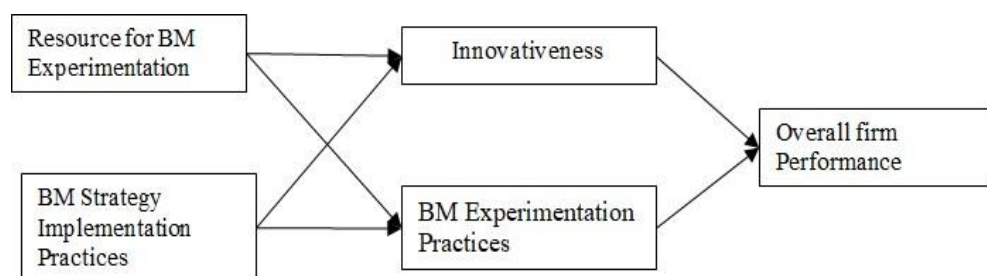 Resource for BM
Experimentation
Innovativeness
Overall firm
Performance
BM Strategy
Implementation
Practices
BM Experimentation
Practices